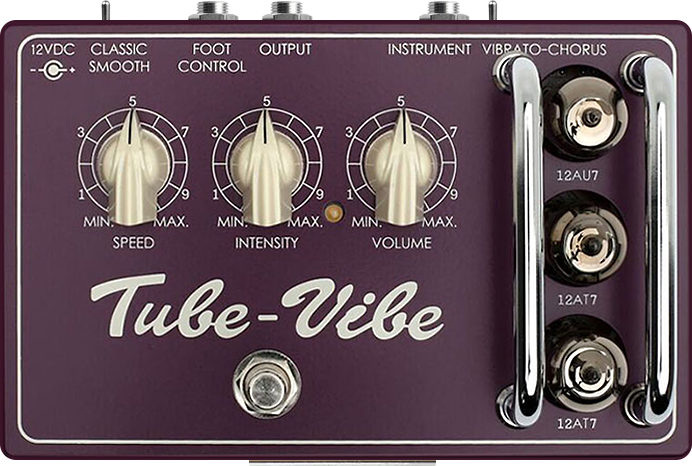 12VDC CLASSIC FOOT OUTPUT INSTRUMENT VIBRATO-CHORUS
- + SMOOTH CONTROL
5 5 5
3 7 3 7 3 7
1 9 1 9 1 9
12AU7
MIN. MAX. MIN. MAX. MIN. MAX.
SPEED INTENSITY VOLUME
12AT7
Tube-Vibe
12AT7